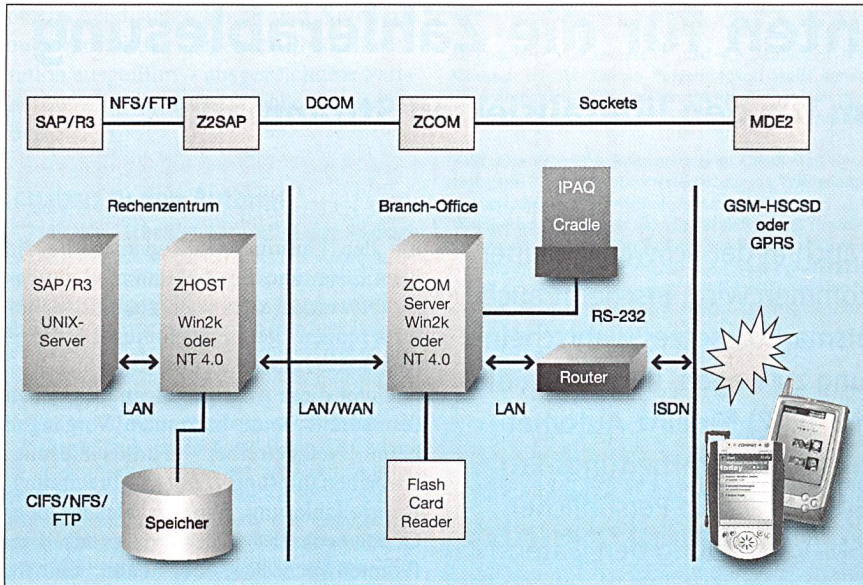 NFS/FTP
DCOM
Sockets
SAP/R3
Z2SAP
ZCOM
MDE2
Rechenzentrum
Branch-Office
GSM-HSCSD
oder
GPRS
IPAQ
Cradle
SAP/R3
UNIX-
Server
ZHOST
Win2k
oder
NT 4.0
ZCOM
Server
Win2k
oder
NT 4.0
RS-232
Router
LAN
LAN/WAN
LAN
ISDN
CIFS/NFS/
FTP
Speicher
Flash
Card
Reader
today